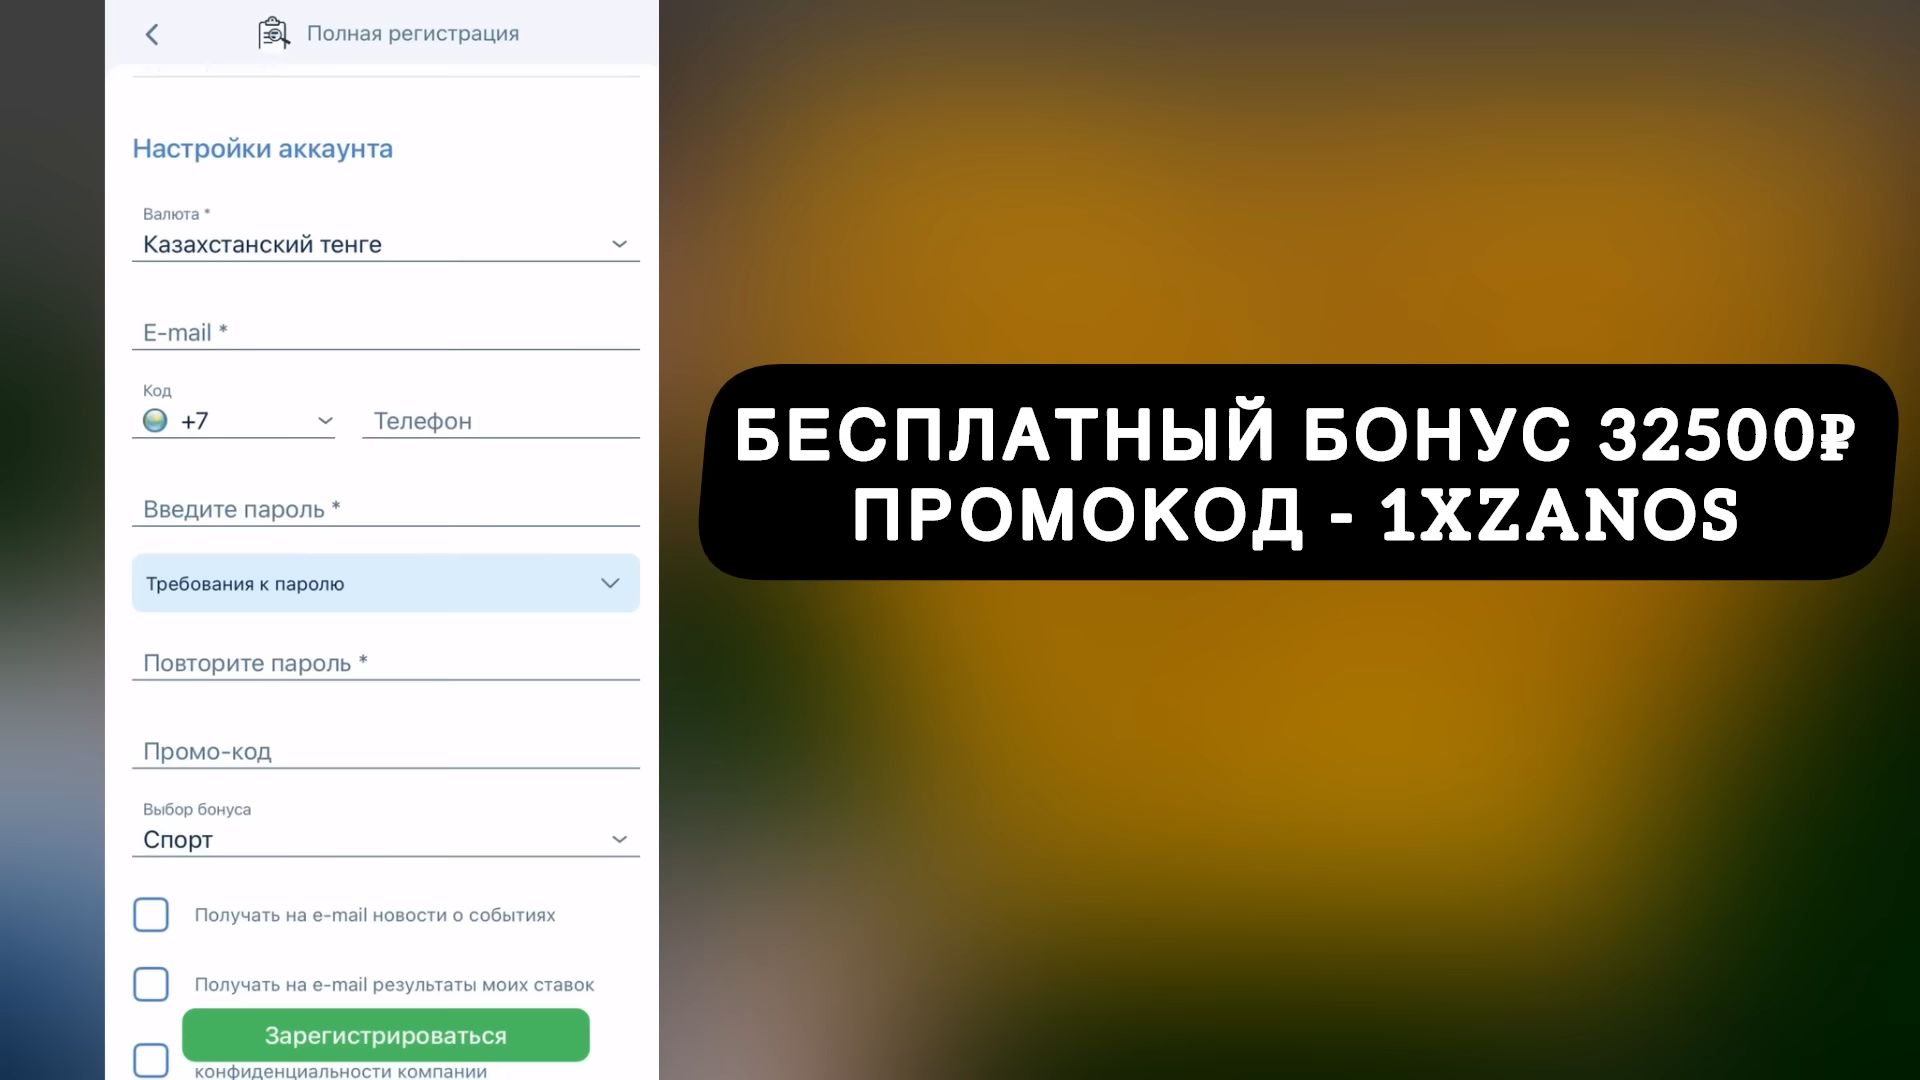 Полная регистрация
Настройки аккаунта
Валюта *
Казахстанский тенге
E-mail *
Код
+7
Телефон
Введите пароль *
Требования к паролю
Повторите пароль *
Промо-код
Выбор бонуса
Спорт
Получать на e-mail новости о событиях
Получать на e-mail результаты моих ставок
Зарегистрироваться
конфиденциальности компании
БЕСПЛАТНЫЙ БОНУС 32500₽
ПРОМОКОД - 1XZANOS